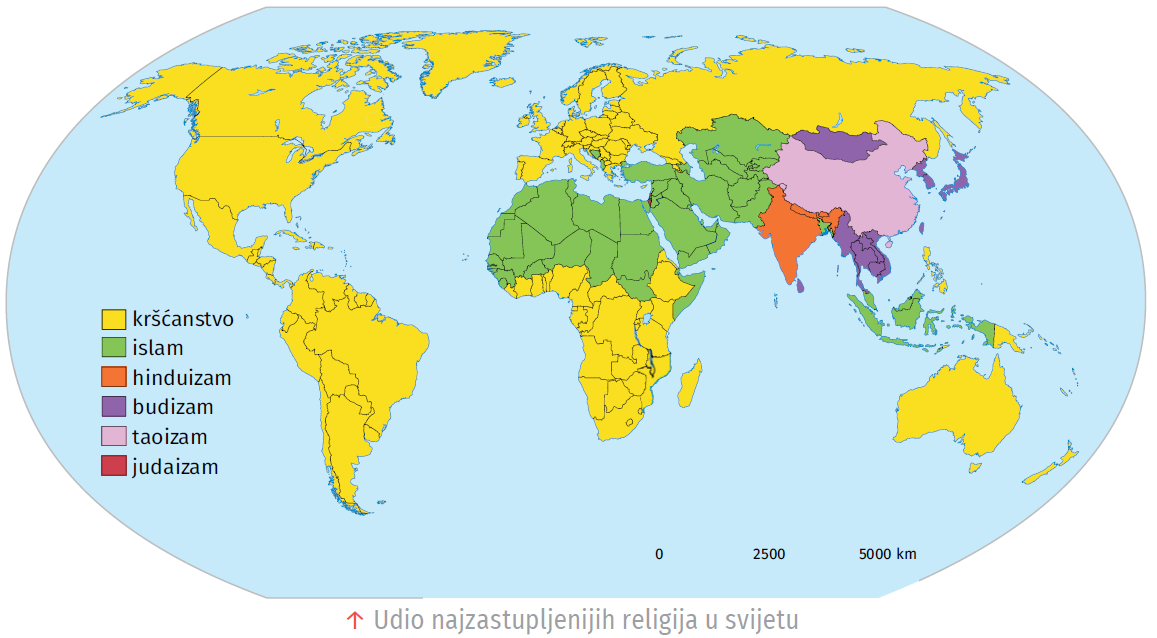 kršćanstvo
islam
hinduizam
budizam
taoizam
judaizam
0 2500 5000 km
↑ Udio najzastupljenijih religija u svijetu